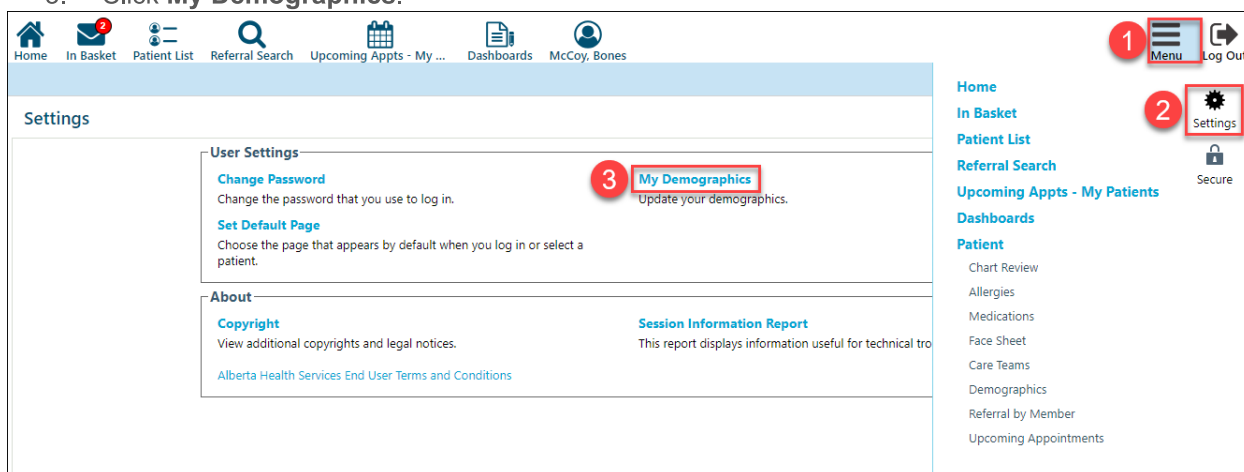 Click My Demographics.
2
Home In Basket Patient List Referral Search Upcoming Appts - My ... Dashboards McCoy, Bones
1
Menu Log Out
Settings
User Settings
Change Password
Change the password that you use to log in.
Set Default Page
Choose the page that appears by default when you log in or select a
patient.
3
My Demographics
Update your demographics.
About
Copyright
View additional copyrights and legal notices.
Alberta Health Services End User Terms and Conditions
Session Information Report
This report displays information useful for technical tro
Home
In Basket
Patient List
Referral Search
Upcoming Appts - My Patients
Dashboards
Patient
Chart Review
Allergies
Medications
Face Sheet
Care Teams
Demographics
Referral by Member
Upcoming Appointments
2
Settings
Secure